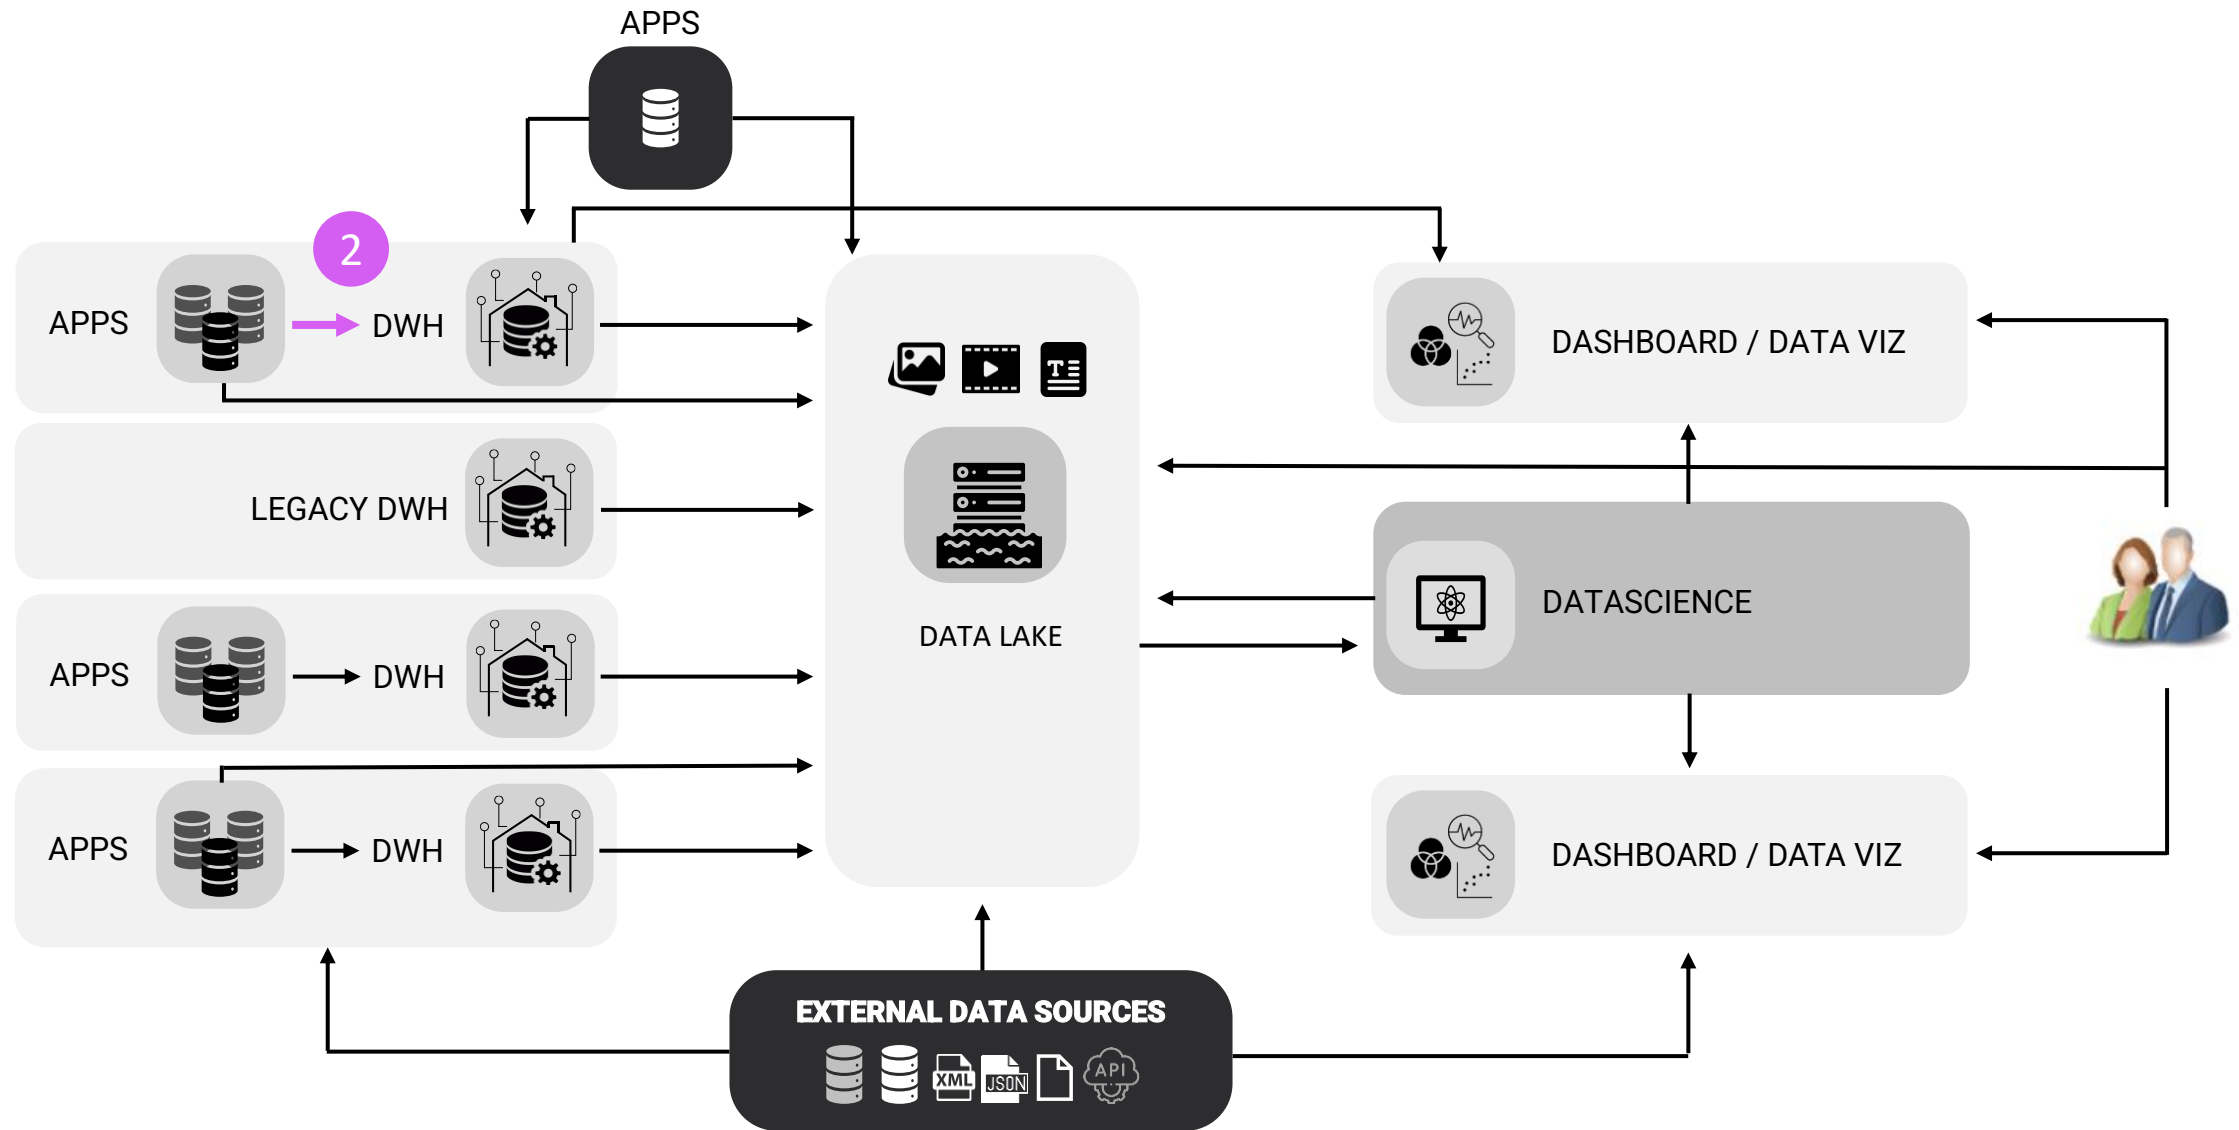 APPS
2
APPS
DWH
DASHBOARD / DATA VIZ
T
LEGACY DWH
DATASCIENCE
DATA LAKE
APPS
DWH
APPS
DWH
DASHBOARD / DATA VIZ
EXTERNAL DATA SOURCES
XML
JSON
API